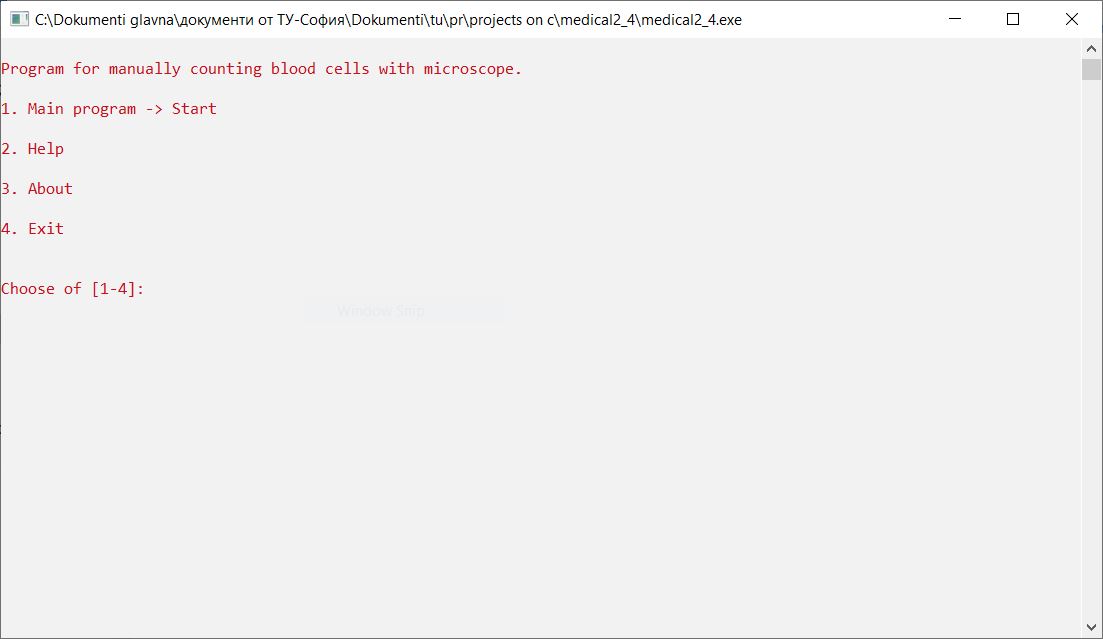 C:\Dokumenti glavna\документи от ТУ-София\Dokumenti\tu\pr\projects on c\medical2_4\medical2_4.exe
Program for manually counting blood cells with microscope.
1. Main program -> Start
2. Help
3. About
4. Exit
Choose of [1-4]:
Window Snip